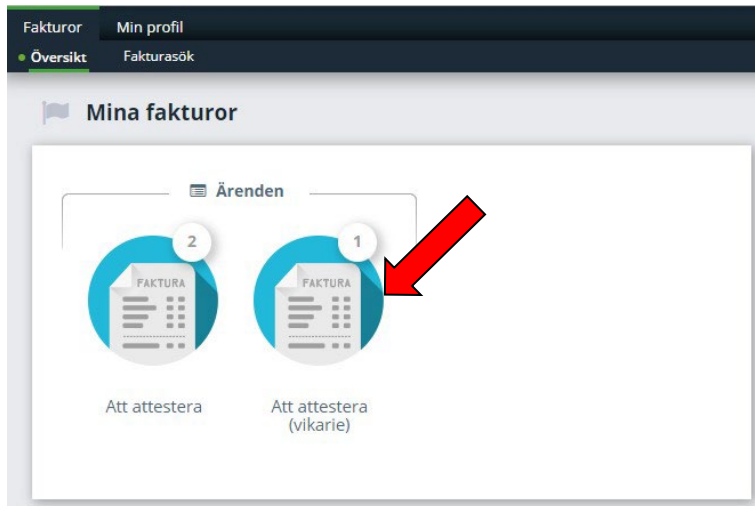 Fakturor Min profil
Översikt Fakturasök
Mina fakturor
Ärenden
2 1
FAKTURA FAKTURA
Att attestera Att attestera
(vikarie)